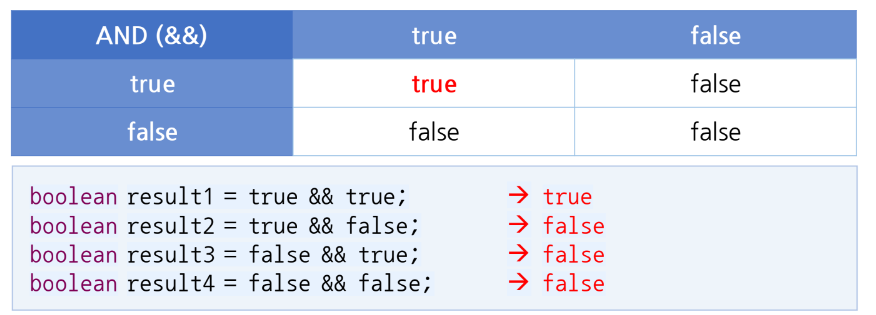 AND (&&) true false
true true false
false false false
boolean result1 = true && true; → true
boolean result2 = true && false; → false
boolean result3 = false && true; → false
boolean result4 = false && false; → false